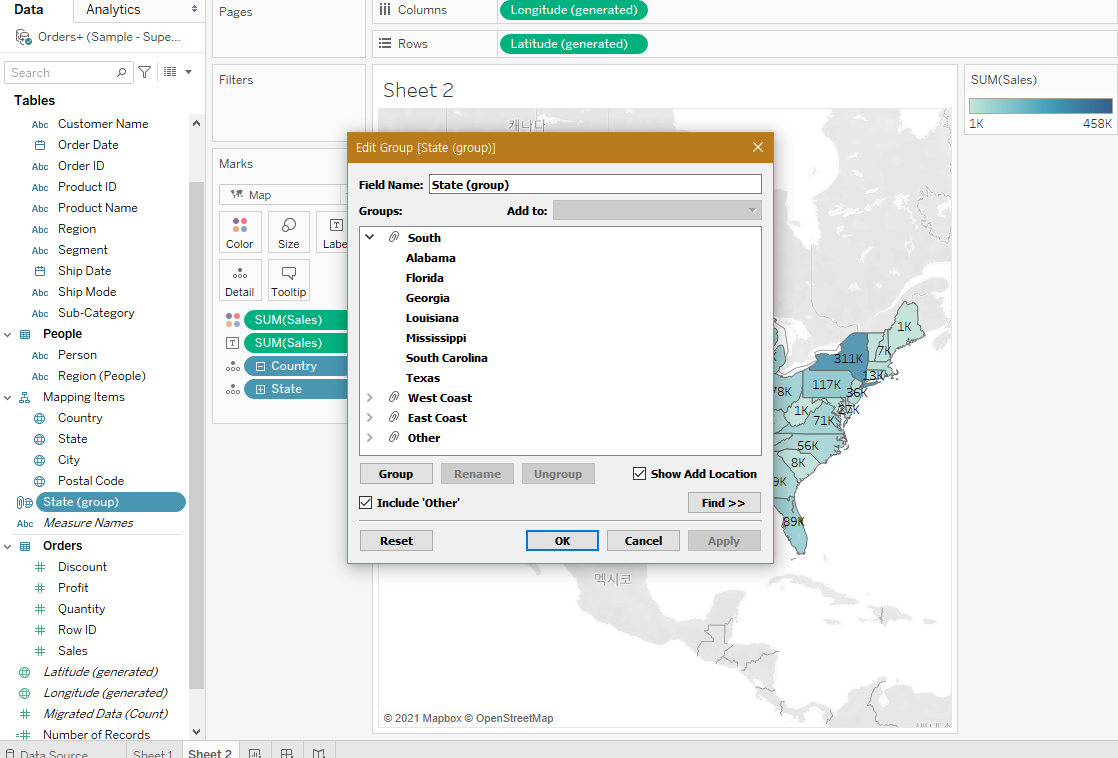 Data
Analytics
Orders+ (Sample - Supe...
Search
Tables
Abc Customer Name
Order Date
Abc Order ID
Abc Product ID
Abc Product Name
Abc Region
Abc Segment
Ship Date
Abc Ship Mode
Abc Sub-Category
People
Abc Person
Abc Region (People)
Mapping Items
Country
State
City
Postal Code
State (group)
Abc Measure Names
Orders
Discount
Profit
Quantity
Row ID
Sales
Latitude (generated)
Longitude (generated)
Migrated Data (Count)
Number of Records
Data Source
Sheet 1
Sheet 2
Pages
Filters
Marks
Map
Color
Size
Labe
Detail
Tooltip
SUM(Sales)
SUM(Sales)
Country
State
Columns
Longitude (generated)
Rows
Latitude (generated)
Sheet 2
캐나다
Edit Group [State (group)]
Field Name: State (group)
Groups:
Add to:
South
Alabama
Florida
Georgia
Louisiana
Mississippi
South Carolina
Texas
West Coast
East Coast
Other
Group
Rename
Ungroup
Show Add Location
Include 'Other'
Find >>
Reset
OK
Cancel
Apply
1K
7K
311K
13K
117K
36K
78K
1K
27K
71K
56K
8K
9K
89K
멕시코
© 2021 Mapbox © OpenStreetMap
SUM(Sales)
1K
458K